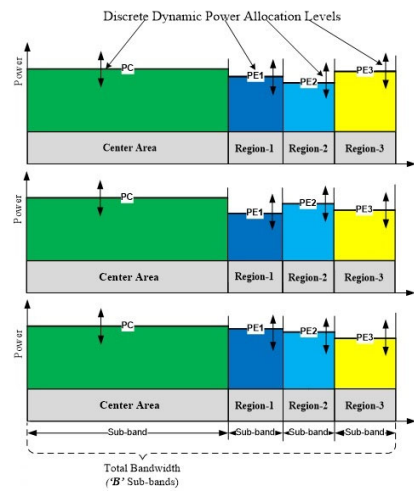 Discrete Dynamic Power Allocation Levels
Power
PC
PE1
PE2
PE3
Center Area
Region-1
Region-2
Region-3
Power
PC
PE1
PE2
PE3
Center Area
Region-1
Region-2
Region-3
Power
PC
PE1
PE2
PE3
Center Area
Region-1
Region-2
Region-3
Sub-band
Sub-band
Sub-band
Sub-band
Total Bandwidth
('B' Sub-bands)